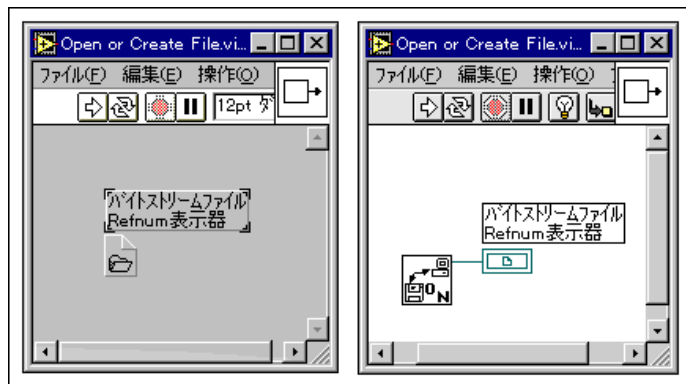 Open or Create File.vi...
ファイル(F) 編集(E) 操作(O)
12pt
バイトストリームファイル
Refnum表示器
Open or Create File.vi...
ファイル(F) 編集(E) 操作(O)
バイトストリームファイル
Refnum表示器
O
N